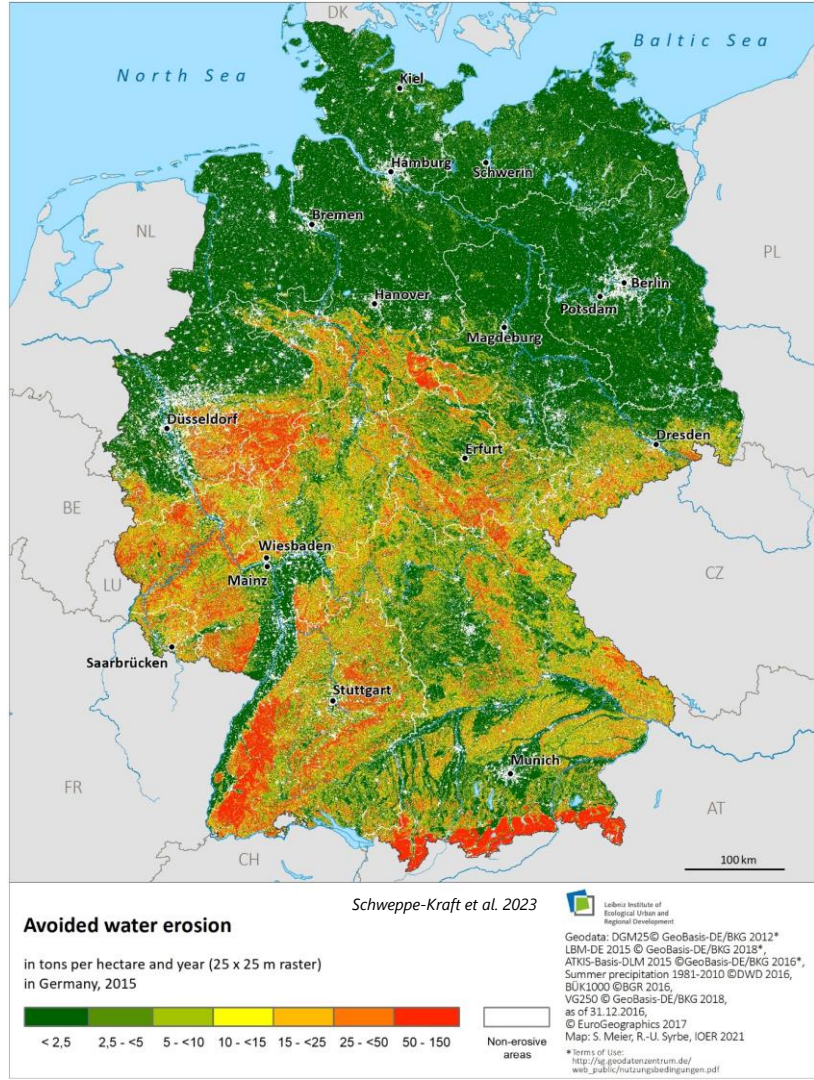 DK
North Sea
Baltic Sea
Kiel
Hamburg
Schwerin
Bremen
NL
PL
Berlin
Hanover
Potsdam
Magdeburg
Düsseldorf
Dresden
Erfurt
BE
Wiesbaden
LU
Mainz
CZ
Saarbrücken
Stuttgart
Munich
FR
AT
CH
100 km
Schweppe-Kraft et al. 2023
Avoided water erosion
in tons per hectare and year (25 x 25 m raster)
in Germany, 2015
< 2,5
2,5 - <5
5 - <10
10 - <15
15 - <25
25 - <50
50 - 150
Non-erosive
areas
Leibniz Institute of
Ecological Urban and
Regional Development
Geodata: DGM25© GeoBasis-DE/BKG 2012*
LBM-DE 2015 © GeoBasis-DE/BKG 2018*,
ATKIS-Basis-DLM 2015 ©GeoBasis-DE/BKG 2016*,
Summer precipitation 1981-2010 ©DWD 2016,
BÜK1000 ©BGR 2016,
VG250 © GeoBasis-DE/BKG 2018,
as of 31.12.2016,
© EuroGeographics 2017
Map: S. Meier, R.-U. Syrbe, IOER 2021
* Terms of Use:
http://sg.geodatenzentrum.de/
web_public/nutzungsbedingungen.pdf